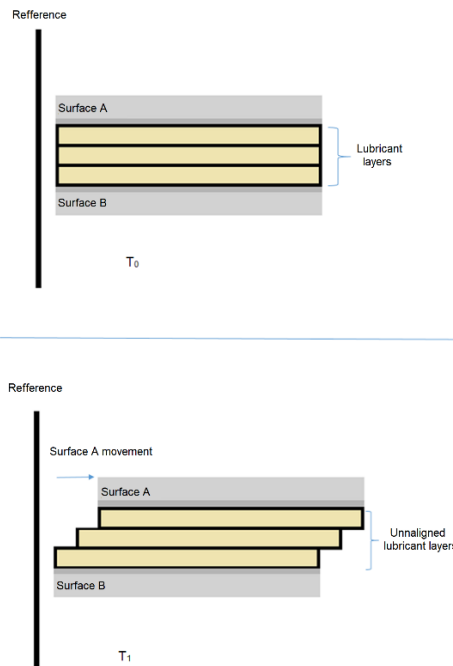 Refference
Surface A
Lubricant
layers
Surface B
T₀
Refference
Surface A movement
Surface A
Unnaligned
lubricant layers
Surface B
T₁